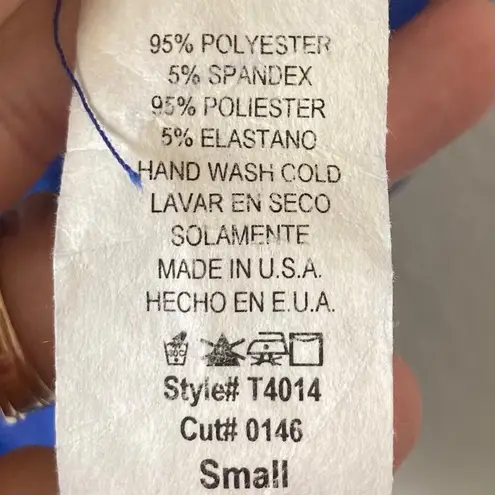 95% POLYESTER
5% SPANDEX
95% POLIESTER
5% ELASTANO
HAND WASH COLD
LAVAR EN SECO
SOLAMENTE
MADE IN U.S.A.
HECHO EN E.U.A.
30C
Style# T4014
Cut# 0146
Small